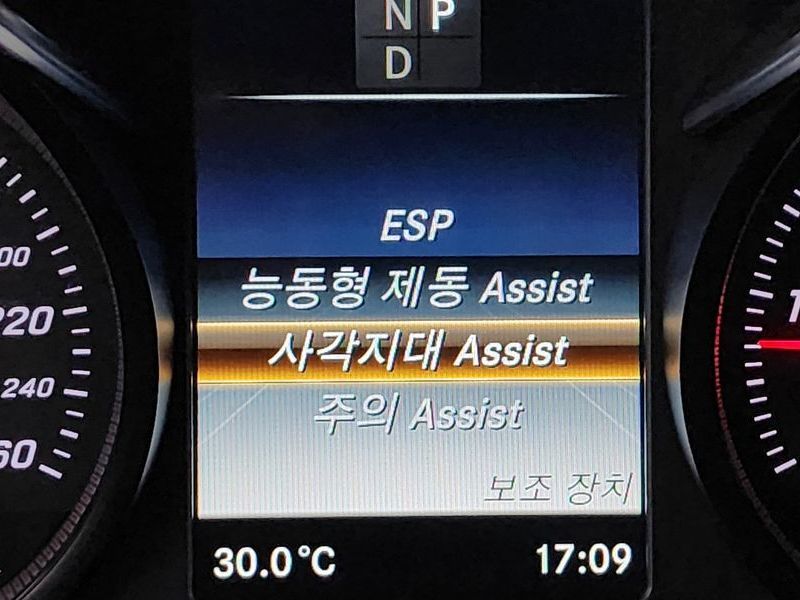 N P
D
ESP
능동형 제동 Assist
사각지대 Assist
주의 Assist
보조 장치
30.0°C 17:09
240